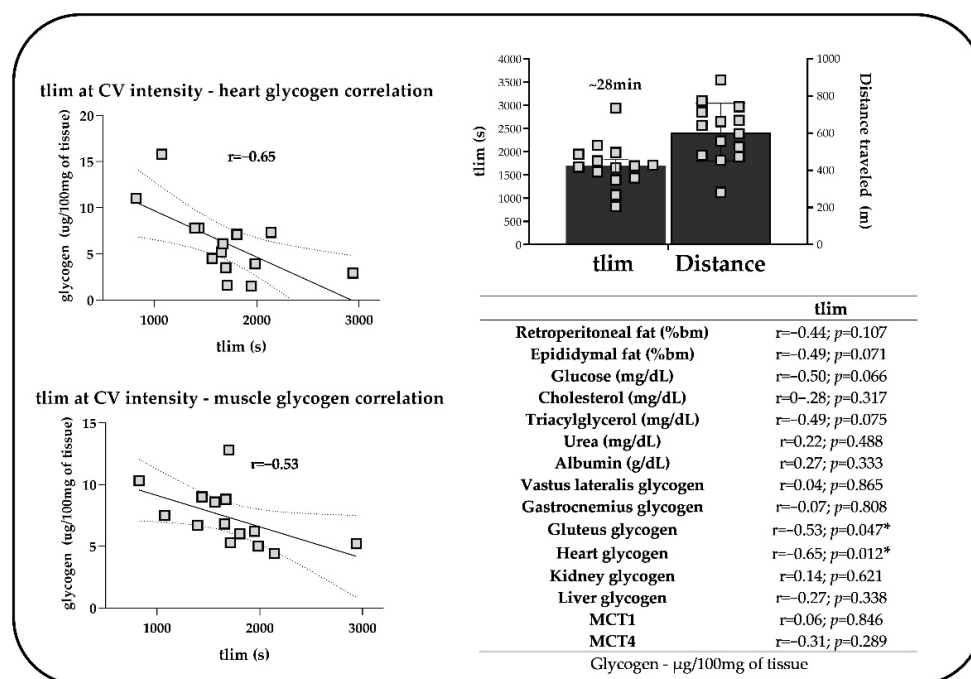 tlim at CV intensity - heart glycogen correlation
glycogen (ug/100mg of tissue)
20
15
10
5
0
r=−0.65
1000
2000
3000
tlim (s)
tlim at CV intensity - muscle glycogen correlation
glycogen (ug/100mg of tissue)
15
10
5
0
r=−0.53
1000
2000
3000
tlim (s)
tlim (s)
4000
3500
3000
2500
2000
1500
1000
500
0
~28min
1000
800
600
400
200
0
Distance traveled (m)
tlim
Distance
tlim
Retroperitoneal fat (%bm) r=−0.44; p=0.107
Epididymal fat (%bm) r=−0.49; p=0.071
Glucose (mg/dL) r=−0.50; p=0.066
Cholesterol (mg/dL) r=0−.28; p=0.317
Triacylglycerol (mg/dL) r=−0.49; p=0.075
Urea (mg/dL) r=0.22; p=0.488
Albumin (g/dL) r=0.27; p=0.333
Vastus lateralis glycogen r=0.04; p=0.865
Gastrocnemius glycogen r=−0.07; p=0.808
Gluteus glycogen r=−0.53; p=0.047*
Heart glycogen r=−0.65; p=0.012*
Kidney glycogen r=0.14; p=0.621
Liver glycogen r=−0.27; p=0.338
MCT1 r=0.06; p=0.846
MCT4 r=−0.31; p=0.289
Glycogen - µg/100mg of tissue